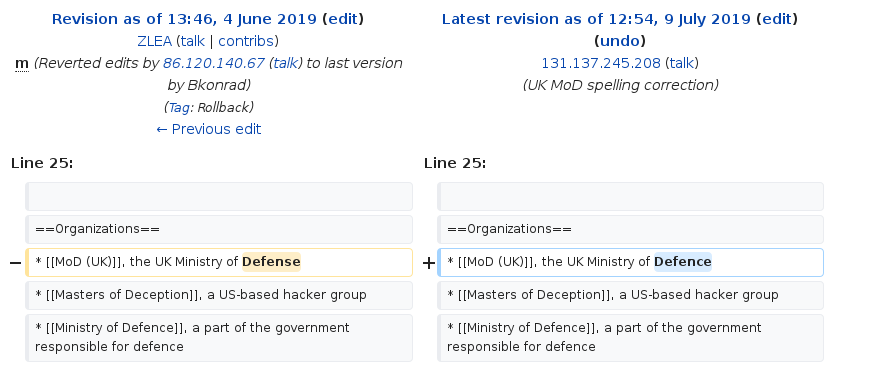 Revision as of 13:46, 4 June 2019 (edit)
ZLEA (talk | contribs)
m (Reverted edits by 86.120.140.67 (talk) to last version
by Bkonrad)
(Tag: Rollback)
← Previous edit
Latest revision as of 12:54, 9 July 2019 (edit)
(undo)
131.137.245.208 (talk)
(UK MoD spelling correction)
Line 25:
Line 25:
==Organizations==
==Organizations==
− * [[MoD (UK)]], the UK Ministry of Defense
+ * [[MoD (UK)]], the UK Ministry of Defence
* [[Masters of Deception]], a US-based hacker group
* [[Masters of Deception]], a US-based hacker group
* [[Ministry of Defence]], a part of the government
responsible for defence
* [[Ministry of Defence]], a part of the government
responsible for defence